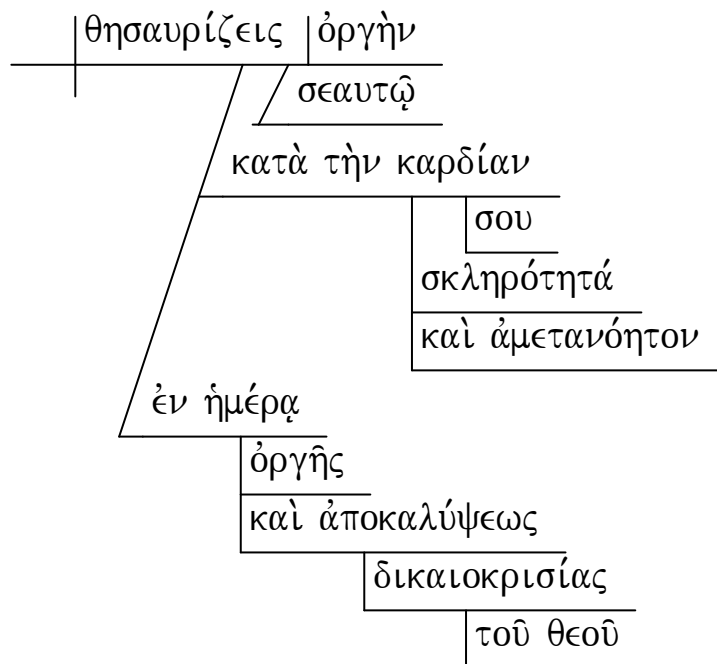 θησαυρίζεις ὀργὴν
σεαυτῷ
κατὰ τὴν καρδίαν
σου
σκληρότητά
καὶ ἀμετανόητον
ἐν ἡμέρᾳ
ὀργῆς
καὶ ἀποκαλύψεως
δικαιοκρισίας
τοῦ θεοῦ